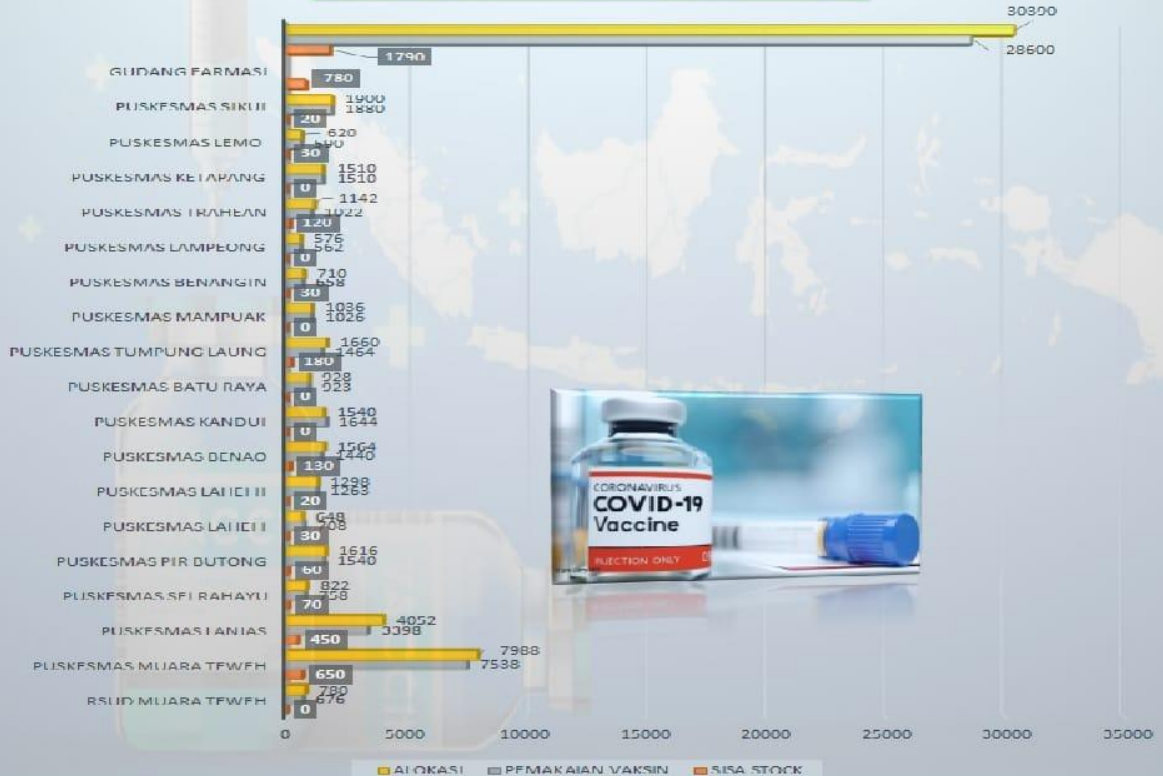 30390
28600
1790
GUDANG FARMASI
780
PUSKESMAS SIKUI
1900
1880
20
PUSKESMAS LEMO
620
590
30
PUSKESMAS KETAPANG
1510
1510
0
PUSKESMAS TRAHEAN
1142
1022
120
PUSKESMAS LAMPEONG
576
562
0
PUSKESMAS BENANGIN
710
658
30
PUSKESMAS MAMPUAK
1036
1026
0
PUSKESMAS TUMPUNG LAUNG
1660
1464
180
PUSKESMAS BATU RAYA
928
923
0
PUSKESMAS KANDUI
1540
1644
0
PUSKESMAS BENAO
1564
1440
130
PUSKESMAS LAHEI II
1298
1263
20
PUSKESMAS LAHEI I
648
708
30
PUSKESMAS PIR BUTONG
1616
1540
60
PUSKESMAS SEI RAHAYU
822
758
70
PUSKESMAS LANJAS
4052
3398
450
PUSKESMAS MUARA TEWEH
7988
7538
650
RSUD MUARA TEWEH
780
676
0
0 5000 10000 15000 20000 25000 30000 35000
ALOKASI PEMAKAIAN VAKSIN SISA STOCK
CORONAVIRUS
COVID-19
Vaccine
INJECTION ONLY